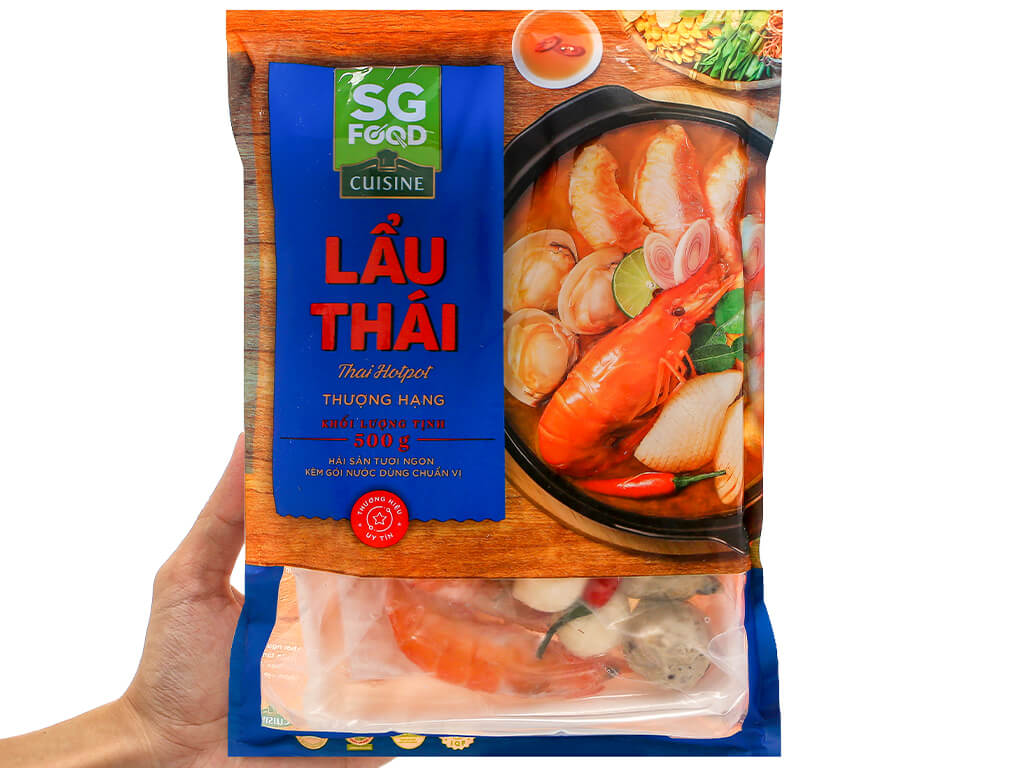 SG
FOOD
CUISINE
LẨU
THÁI
Thai Hotpot
THƯỢNG HẠNG
KHỐI LƯỢNG TỊNH
500 g
HẢI SẢN TƯƠI NGON
KÈM GÓI NƯỚC DÙNG CHUẨN VỊ
THƯƠNG HIỆU
UY TÍN
CUISINE